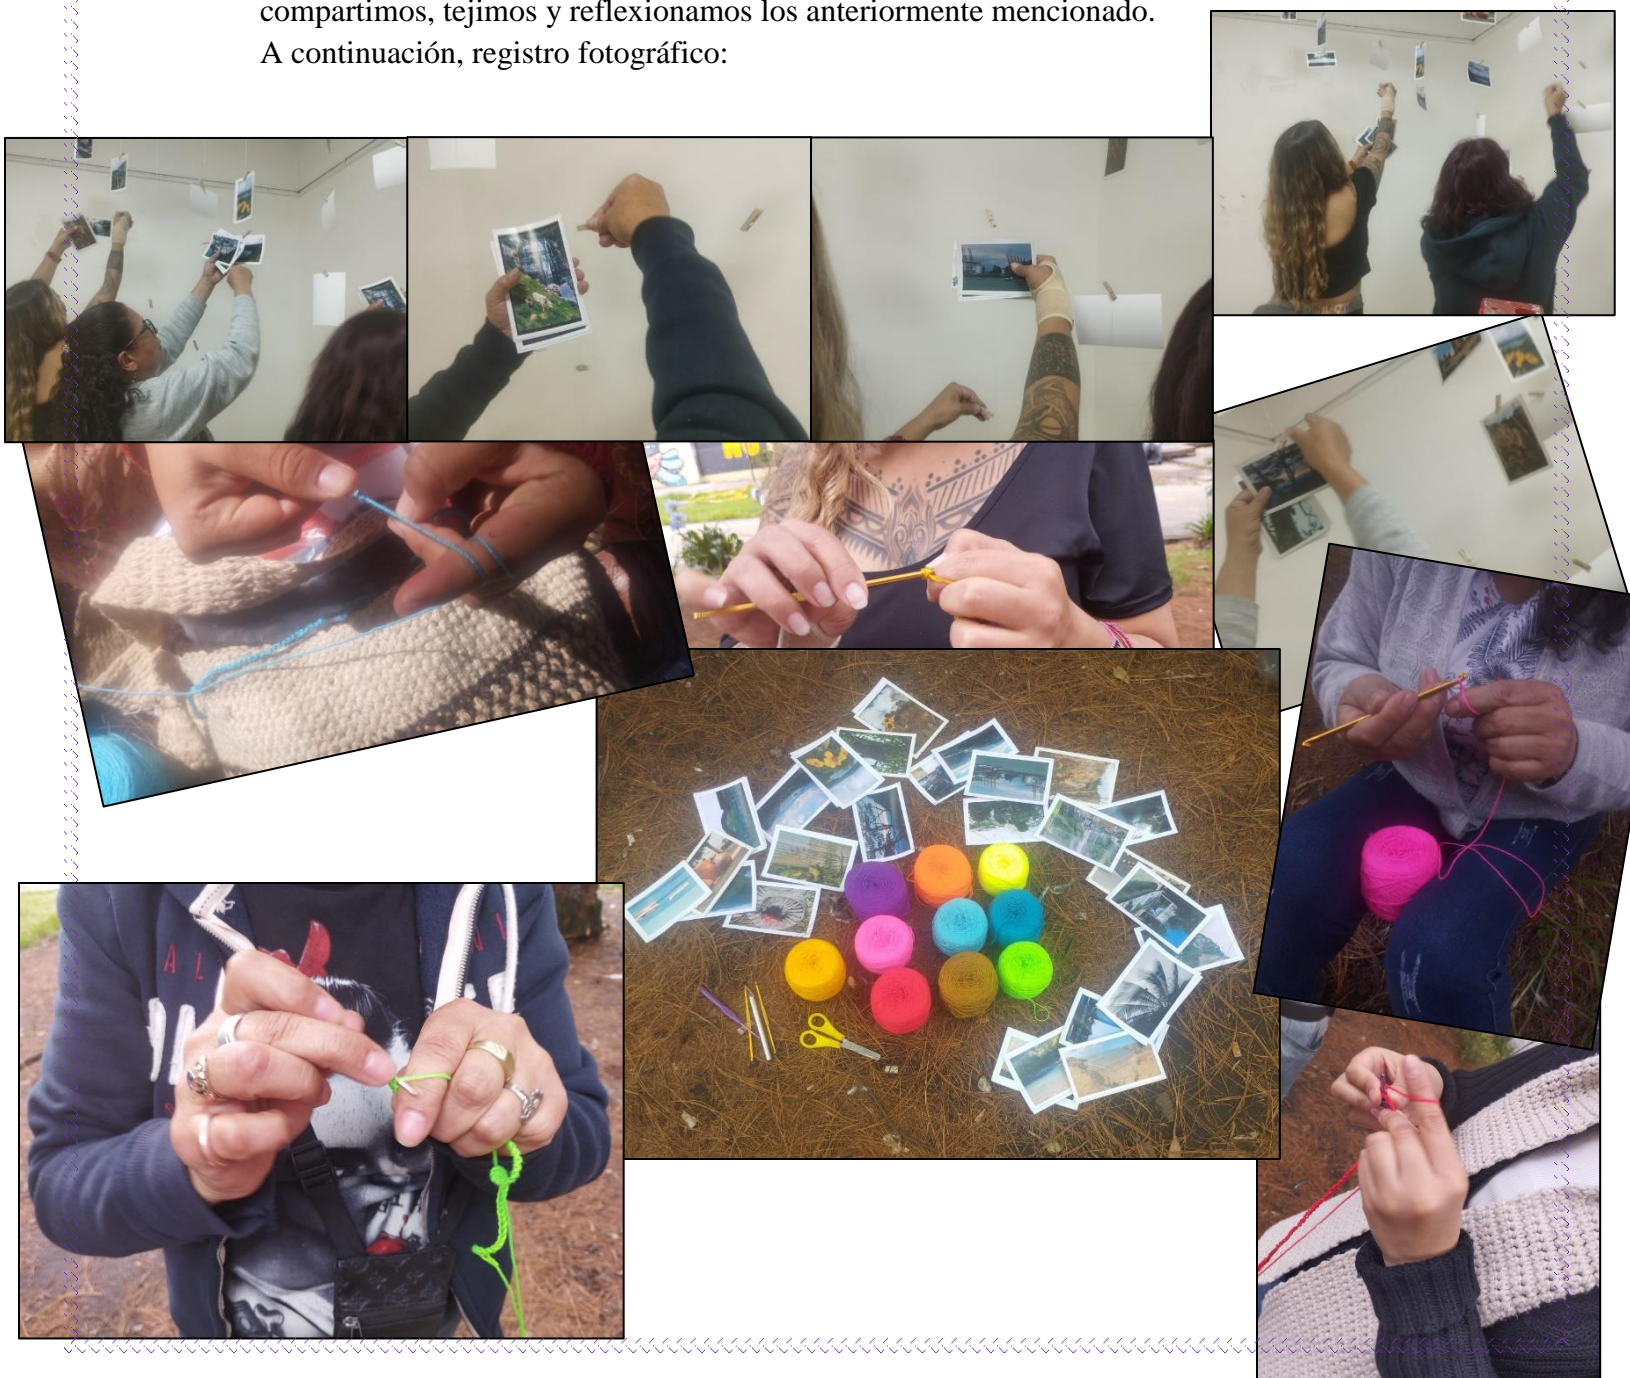 compartimos, tejimos y reflexionamos los anteriormente mencionado.
A continuación, registro fotográfico: